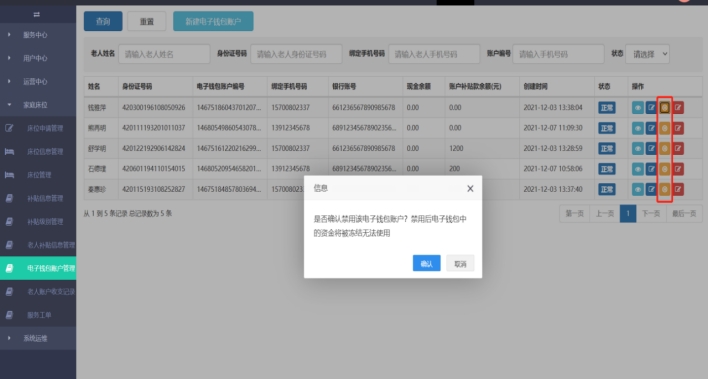 查询 重置 新建电子钱包账户
服务中心
用户中心
运营中心
家庭床位
床位申请管理
床位信息管理
床位管理
补贴信息管理
补贴规则管理
老人补贴信息管理
电子钱包账户管理
老人账户收支记录
服务工单
系统运维
老人姓名 请输入老人姓名 身份证号码 请输入老人身份证号码 绑定手机号码 请输入老人手机号码 账户编号 请输入手机号码 状态 请选择
姓名 身份证号码 电子钱包账户编号 绑定手机号码 银行账号 现金余额 账户补贴款余额(元) 创建时间 状态 操作
420300196108050926 14675186043701207... 15700802337 661236567890985678 0.00 0.00 2021-12-03 13:38:04 正常
熊秀明 420111193201011037 14680549860543078... 13912345678 68912345678902356... 0.00 0.00 2021-12-07 11:09:30 正常
舒学明 420122192906142824 14675161220216299... 15700802337 661236567890985678 0.00 1200 2021-12-03 13:28:59 正常
石德佳 420601194110154015 14680520954658201... 13912345678 68912345678902356... 0.00 200 2021-12-07 10:58:06 正常
420115193108252827 14675184857803694... 15700802337 2021-12-03 13:37:40 正常
从 1 到 5 条记录 总记录数为 5 条
第一页 上一页 1 下一页 最后一页
信息
是否确认禁用该电子钱包账户？禁用后电子钱包中
的资金将被冻结无法使用
确认 取消